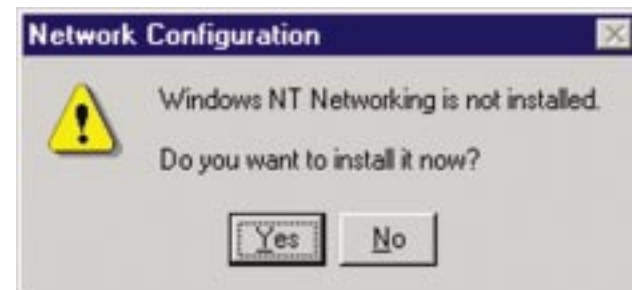 Network Configuration
Windows NT Networking is not installed.
Do you want to install it now?
Yes No